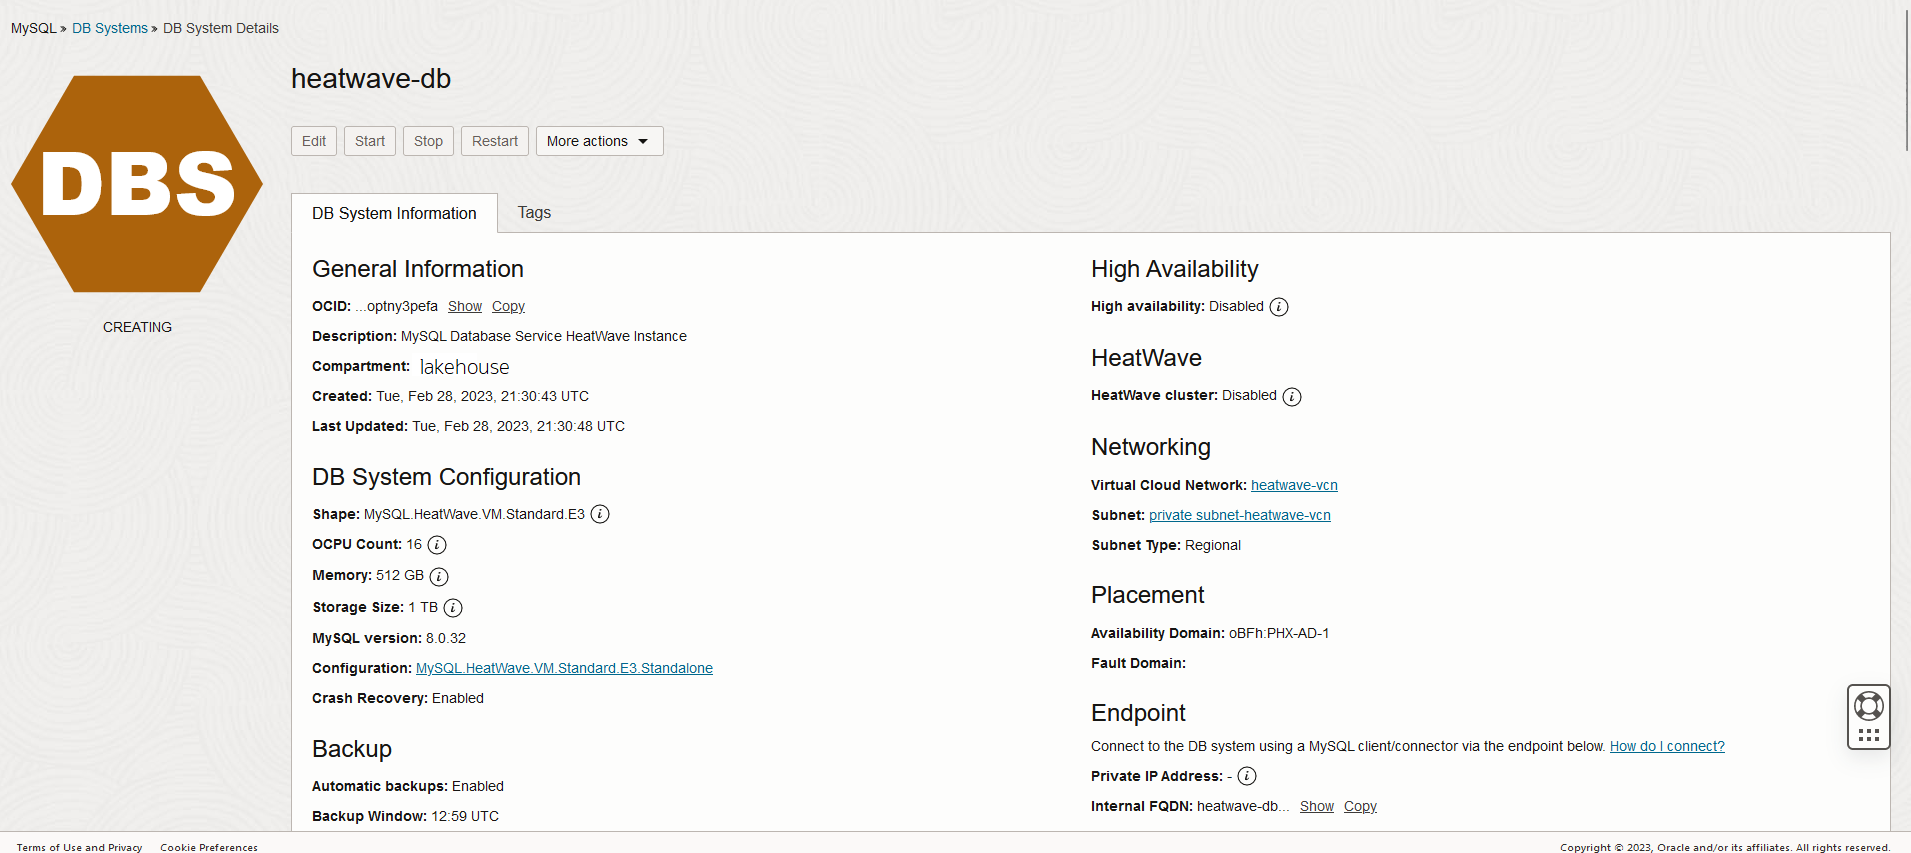 MySQL » DB Systems » DB System Details
DBS
CREATING
heatwave-db
Edit Start Stop Restart More actions
DB System Information Tags
General Information
OCID: ...optny3pefa Show Copy
Description: MySQL Database Service HeatWave Instance
Compartment: lakehouse
Created: Tue, Feb 28, 2023, 21:30:43 UTC
Last Updated: Tue, Feb 28, 2023, 21:30:48 UTC
DB System Configuration
Shape: MySQL.HeatWave.VM.Standard.E3 i
OCPU Count: 16 i
Memory: 512 GB i
Storage Size: 1 TB i
MySQL version: 8.0.32
Configuration: MySQL.HeatWave.VM.Standard.E3.Standalone
Crash Recovery: Enabled
Backup
Automatic backups: Enabled
Backup Window: 12:59 UTC
High Availability
High availability: Disabled i
HeatWave
HeatWave cluster: Disabled i
Networking
Virtual Cloud Network: heatwave-vcn
Subnet: private subnet-heatwave-vcn
Subnet Type: Regional
Placement
Availability Domain: oBFh:PHX-AD-1
Fault Domain:
Endpoint
Connect to the DB system using a MySQL client/connector via the endpoint below. How do I connect?
Private IP Address: - i
Internal FQDN: heatwave-db... Show Copy
Terms of Use and Privacy Cookie Preferences
Copyright © 2023, Oracle and/or its affiliates. All rights reserved.